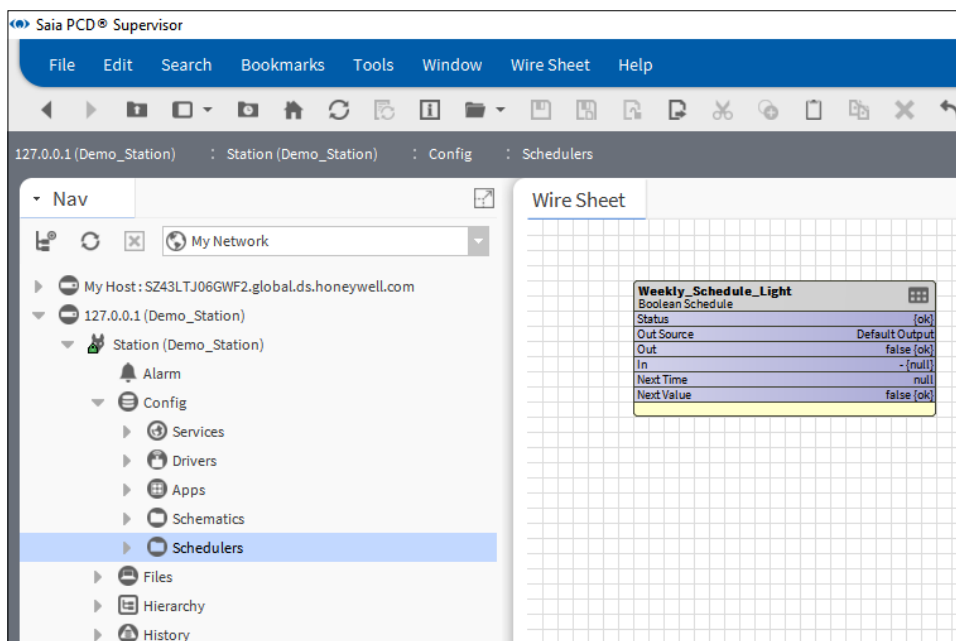 Saia PCD® Supervisor
File Edit Search Bookmarks Tools Window Wire Sheet Help
127.0.0.1 (Demo_Station) : Station (Demo_Station) : Config : Schedulers
Nav
Wire Sheet
My Network
My Host : SZ43LTJ06GWF2.global.ds.honeywell.com
127.0.0.1 (Demo_Station)
Station (Demo_Station)
Alarm
Config
Services
Drivers
Apps
Schematics
Schedulers
Files
Hierarchy
History
Weekly_Schedule_Light
Boolean Schedule
Status {ok}
Out Source Default Output
Out false {ok}
In - {null}
Next Time null
Next Value false {ok}